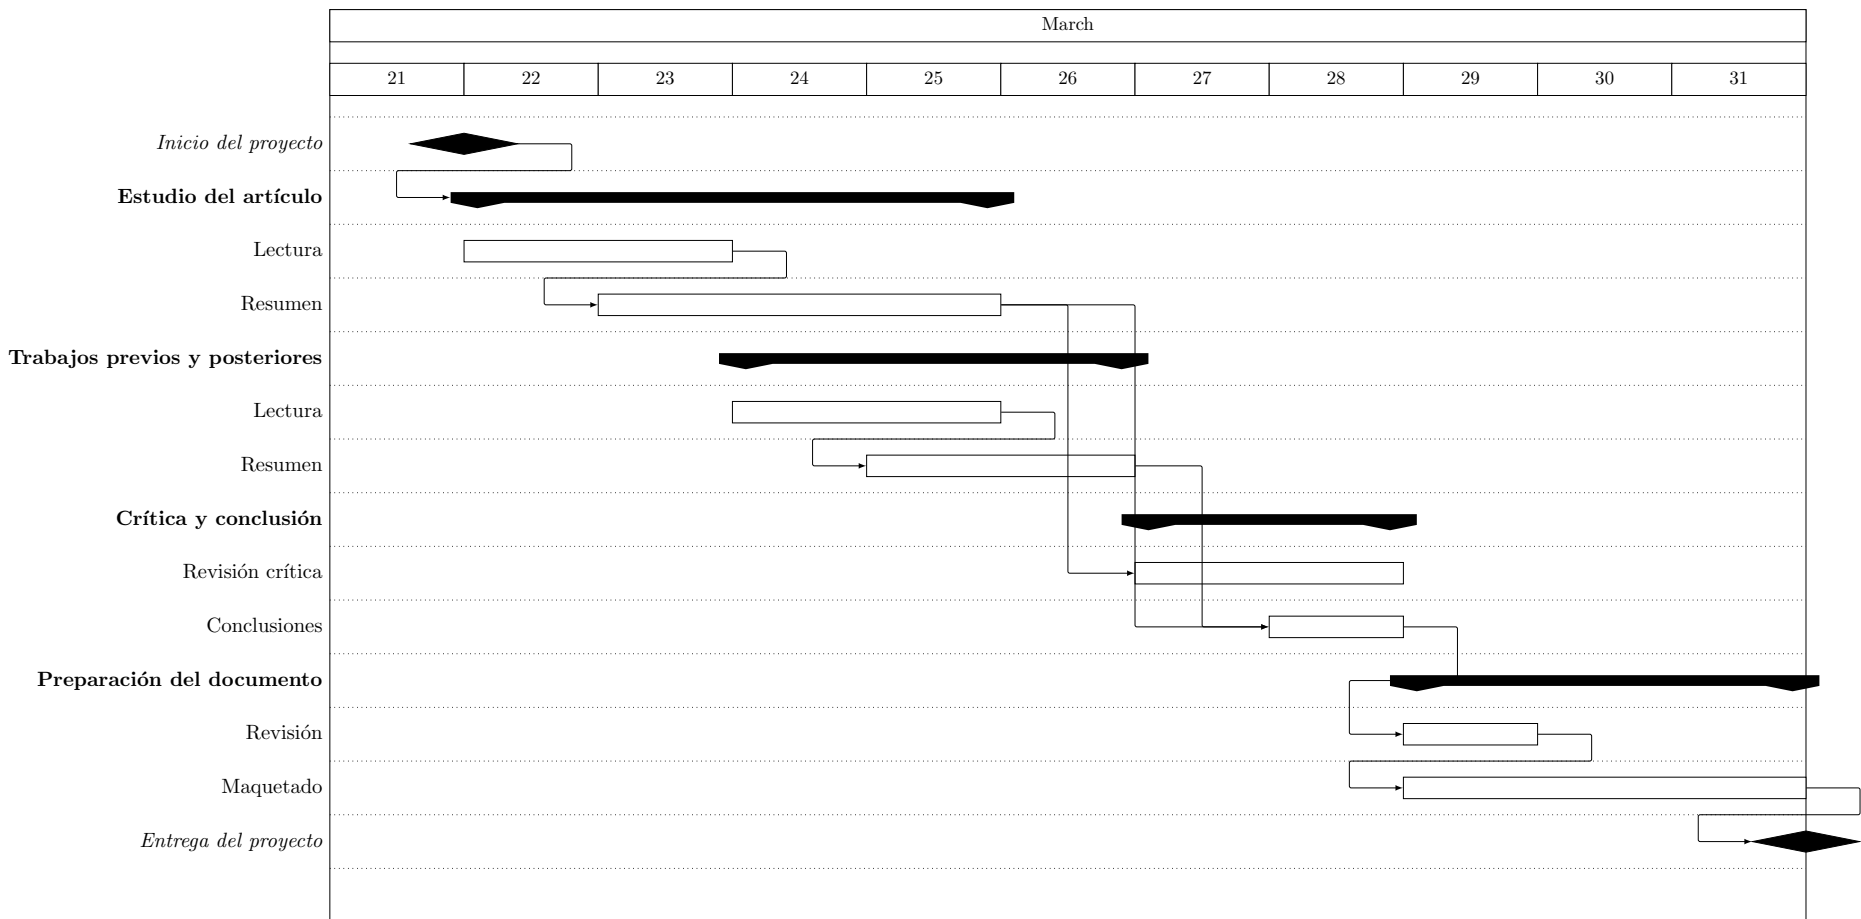 March
21 22 23 24 25 26 27 28 29 30 31
Inicio del proyecto
Estudio del artículo
Lectura
Resumen
Trabajos previos y posteriores
Lectura
Resumen
Crítica y conclusión
Revisión crítica
Conclusiones
Preparación del documento
Revisión
Maquetado
Entrega del proyecto